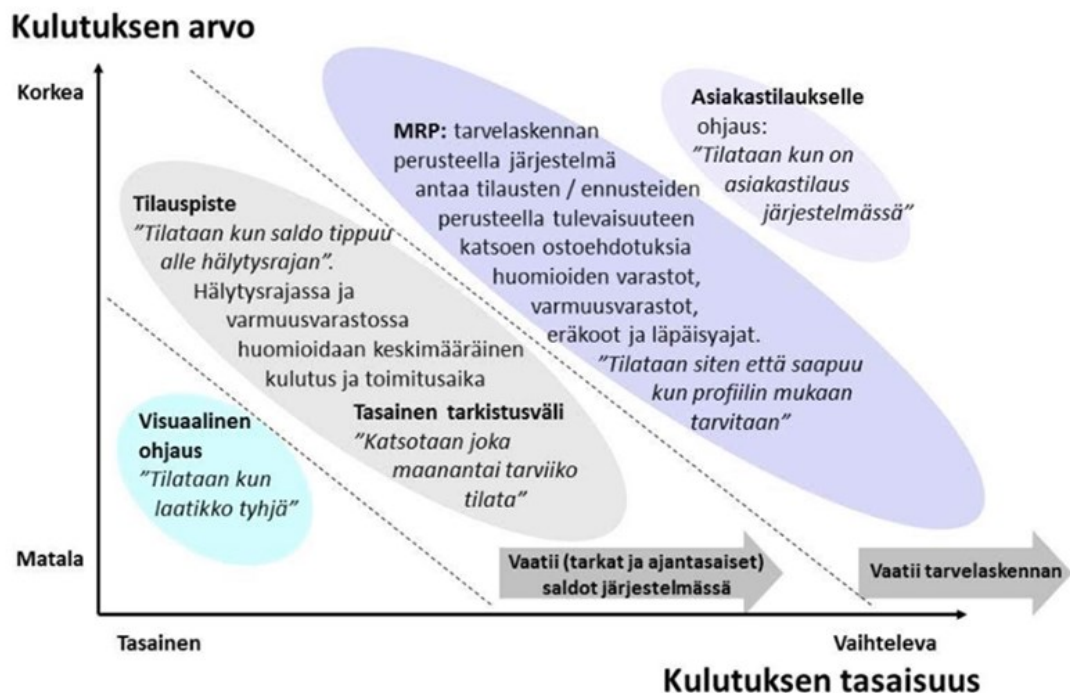 Kulutuksen arvo
Korkea
Asiakastilaukselle
ohjaus:
”Tilataan kun on
asiakastilaus
järjestelmässä”
MRP: tarvelaskennan
perusteella järjestelmä
antaa tilausten / ennusteiden
perusteella tulevaisuuteen
katsoen ostoehdotuksia
huomioiden varastot,
varmuusvarastot,
eräkoot ja läpäisyajat.
”Tilataan siten että saapuu
kun profiilin mukaan
tarvitaan”
Tilauspiste
”Tilataan kun saldo tippuu
alle hälytysrajan”.
Hälytysrajassa ja
varmuusvarastossa
huomioidaan keskimääräinen
kulutus ja toimitusaika
Tasainen tarkistusväli
”Katsotaan joka
maanantai tarviiko
tilata”
Visuaalinen
ohjaus
”Tilataan kun
laatikko tyhjä”
Matala
Vaatii (tarkat ja ajantasaiset)
saldot järjestelmässä
Vaatii tarvelaskennan
Tasainen
Vaihteleva
Kulutuksen tasaisuus